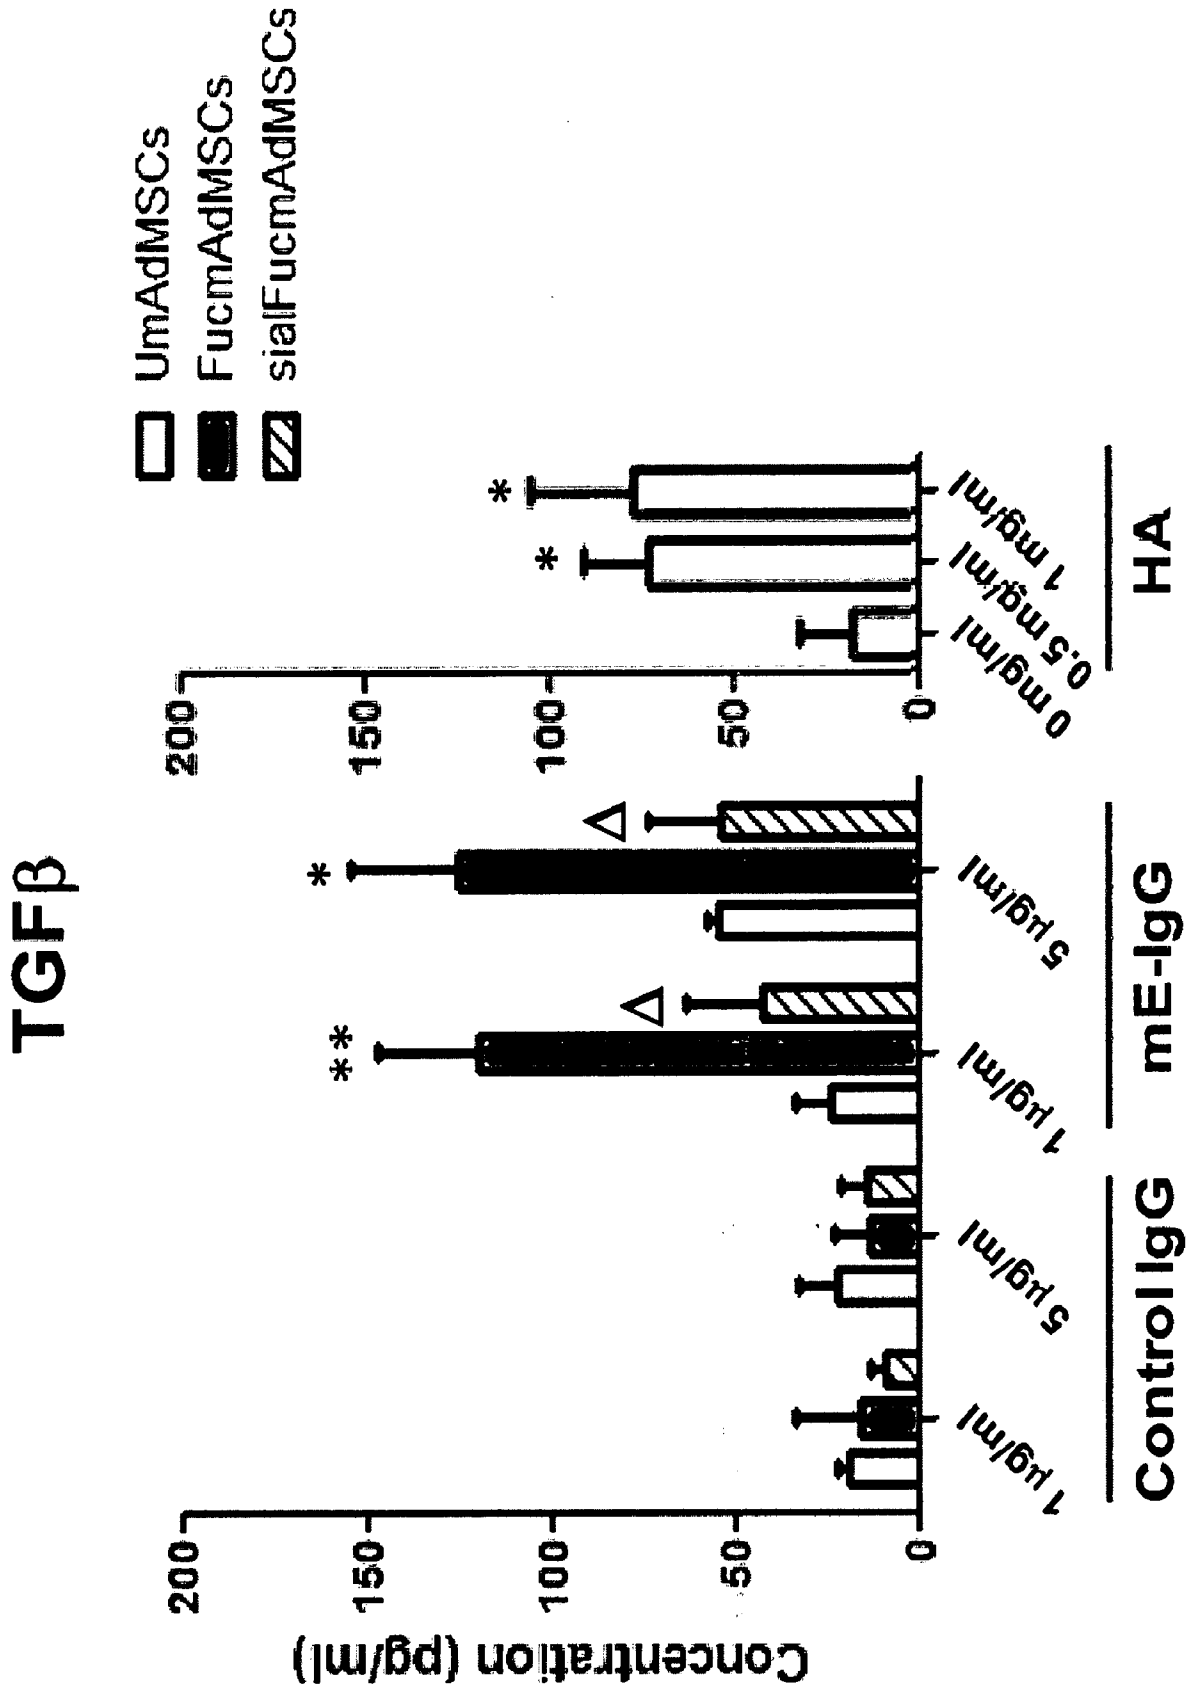 TGFβ
UmAdMSCs
FucmAdMSCs
sialFucmAdMSCs
Concentration (pg/ml)
200
150
100
50
0
**
*
1 µg/ml
5 µg/ml
1 µg/ml
5 µg/ml
Control IgG
mE-IgG
200
150
100
50
0
*
*
0 mg/ml
0.5 mg/ml
1 mg/ml
HA